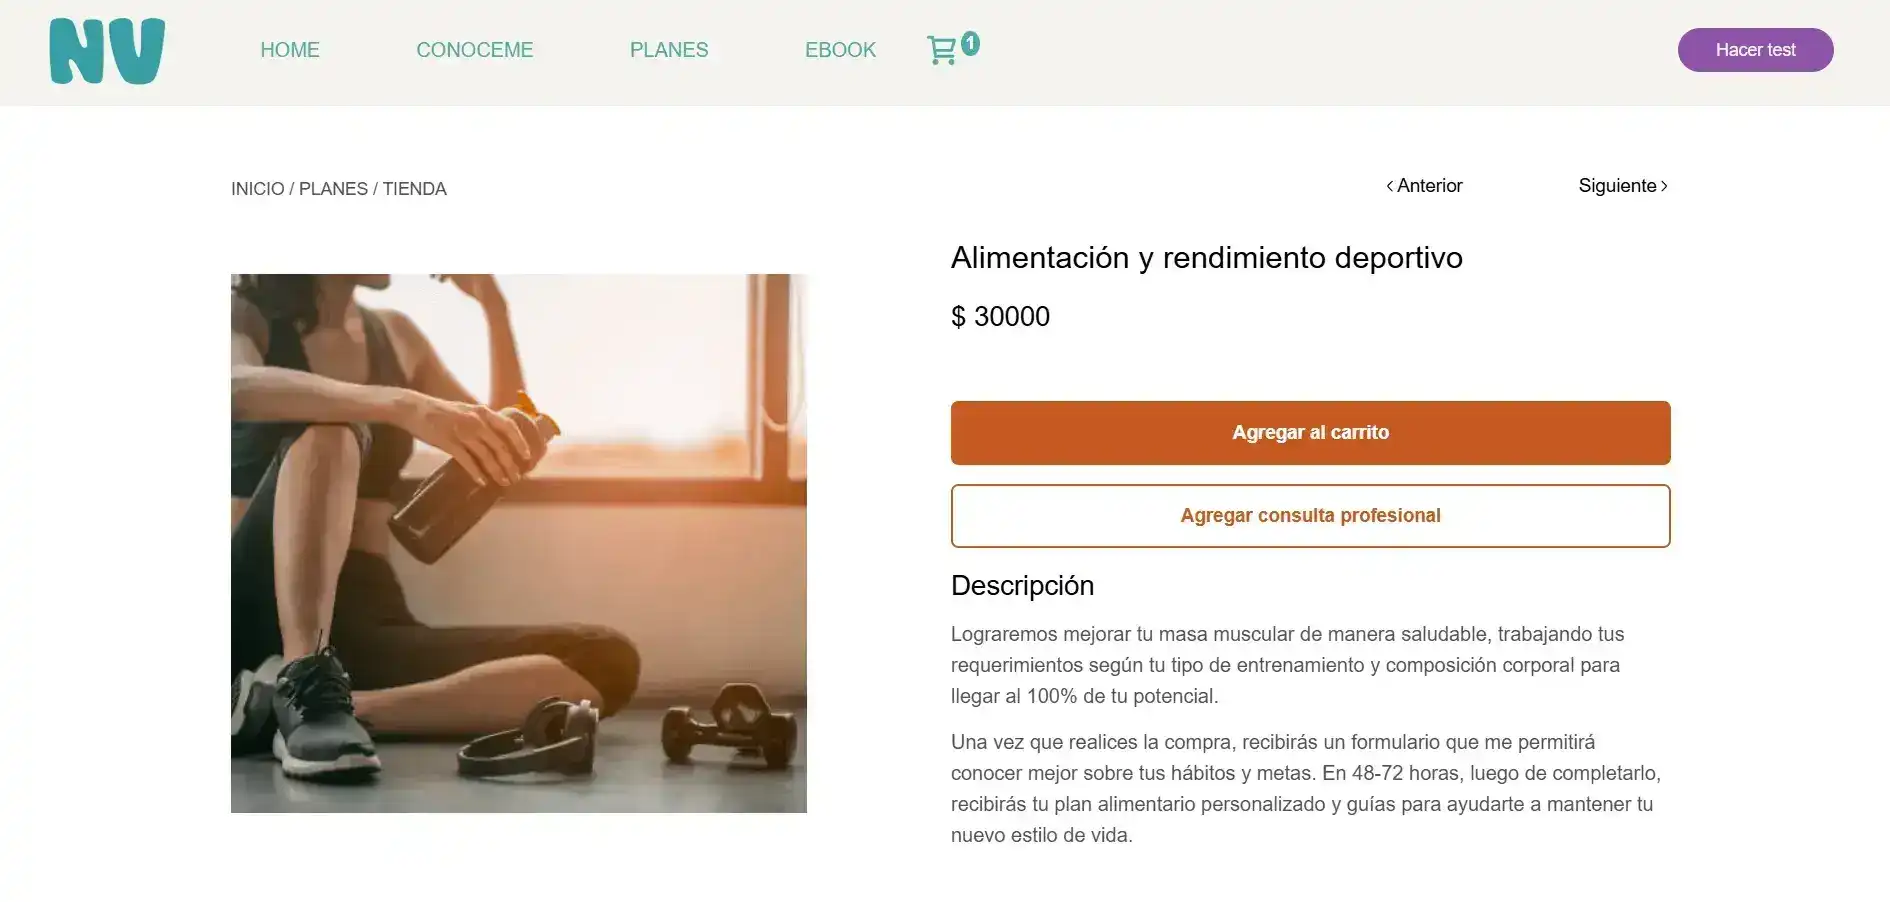 NV
HOME
CONOCEME
PLANES
EBOOK
1
Hacer test
INICIO / PLANES / TIENDA
‹ Anterior
Siguiente ›
Alimentación y rendimiento deportivo
$ 30000
Agregar al carrito
Agregar consulta profesional
Descripción
Lograremos mejorar tu masa muscular de manera saludable, trabajando tus
requerimientos según tu tipo de entrenamiento y composición corporal para
llegar al 100% de tu potencial.
Una vez que realices la compra, recibirás un formulario que me permitirá
conocer mejor sobre tus hábitos y metas. En 48-72 horas, luego de completarlo,
recibirás tu plan alimentario personalizado y guías para ayudarte a mantener tu
nuevo estilo de vida.